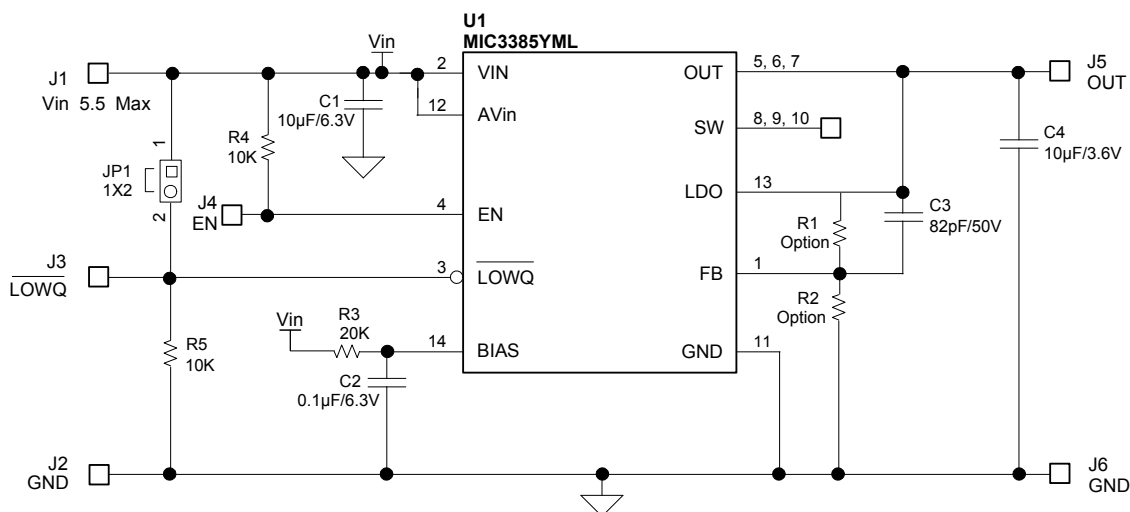 U1
MIC3385YML
Vin
J1
Vin 5.5 Max
2
VIN
OUT
5, 6, 7
J5
OUT
12
AVin
C1
10µF/6.3V
SW
8, 9, 10
R4
10K
C4
10µF/3.6V
1
JP1
1X2
2
LDO
13
J4
EN
4
EN
R1
Option
C3
82pF/50V
J3
LOWQ
3
LOWQ
FB
1
R2
Option
Vin
R3
20K
14
BIAS
GND
11
R5
10K
C2
0.1µF/6.3V
J2
GND
J6
GND